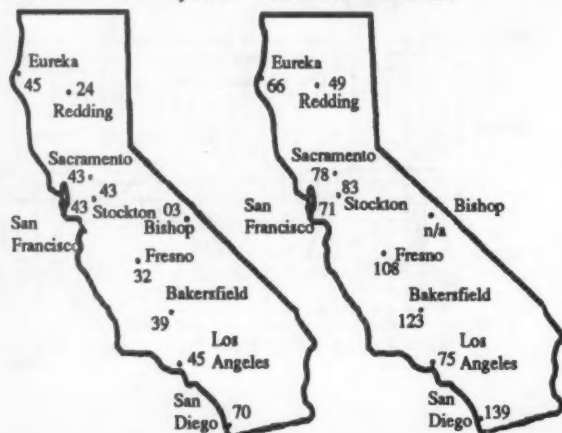 Eureka
45
24
Redding
Sacramento
43
43
Stockton
43
San
Francisco
03
Bishop
Fresno
32
Bakersfield
39
Los
45 Angeles
San
Diego
70
Eureka
66
49
Redding
Sacramento
78
83
Stockton
71
San
Francisco
Bishop
n/a
Fresno
108
Bakersfield
123
Los
75 Angeles
San
Diego
139